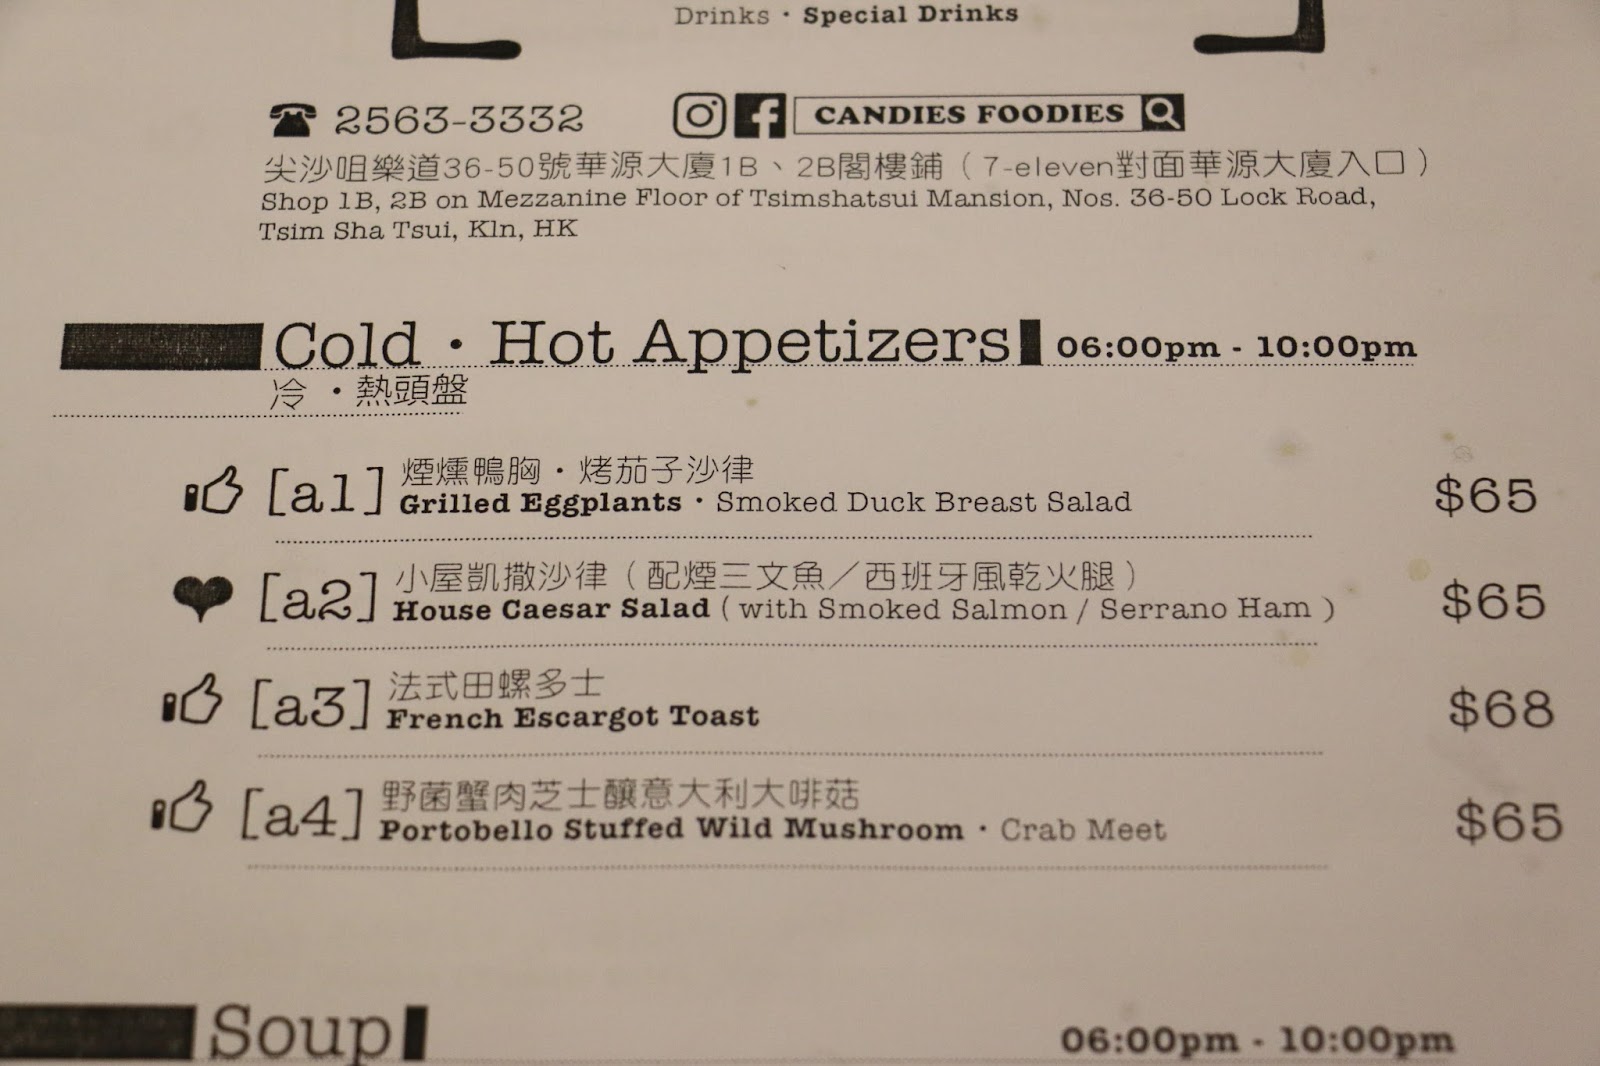 Drinks · Special Drinks
2563-3332
CANDIES FOODIES
尖沙咀樂道36-50號華源大廈1B、2B閣樓鋪（7-eleven對面華源大廈入口）
Shop 1B, 2B on Mezzanine Floor of Tsimshatsui Mansion, Nos. 36-50 Lock Road,
Tsim Sha Tsui, Kln, HK
Cold · Hot Appetizers 06:00pm - 10:00pm
冷 ・熱頭盤
[a1] 煙燻鴨胸・烤茄子沙律
Grilled Eggplants · Smoked Duck Breast Salad $65
[a2] 小屋凱撒沙律（配煙三文魚／西班牙風乾火腿）
House Caesar Salad ( with Smoked Salmon / Serrano Ham ) $65
[a3] 法式田螺多士
French Escargot Toast $68
[a4] 野菌蟹肉芝士釀意大利大啡菇
Portobello Stuffed Wild Mushroom · Crab Meet $65
Soup 06:00pm - 10:00pm